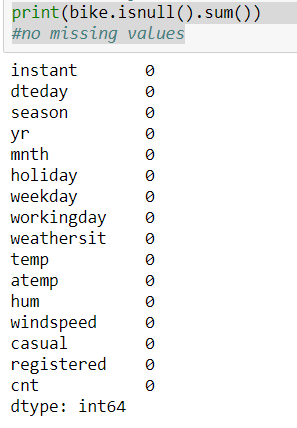 print(bike.isnull().sum())
#no missing values
instant 0
dteday 0
season 0
yr 0
mnth 0
holiday 0
weekday 0
workingday 0
weathersit 0
temp 0
atemp 0
hum 0
windspeed 0
casual 0
registered 0
cnt 0
dtype: int64